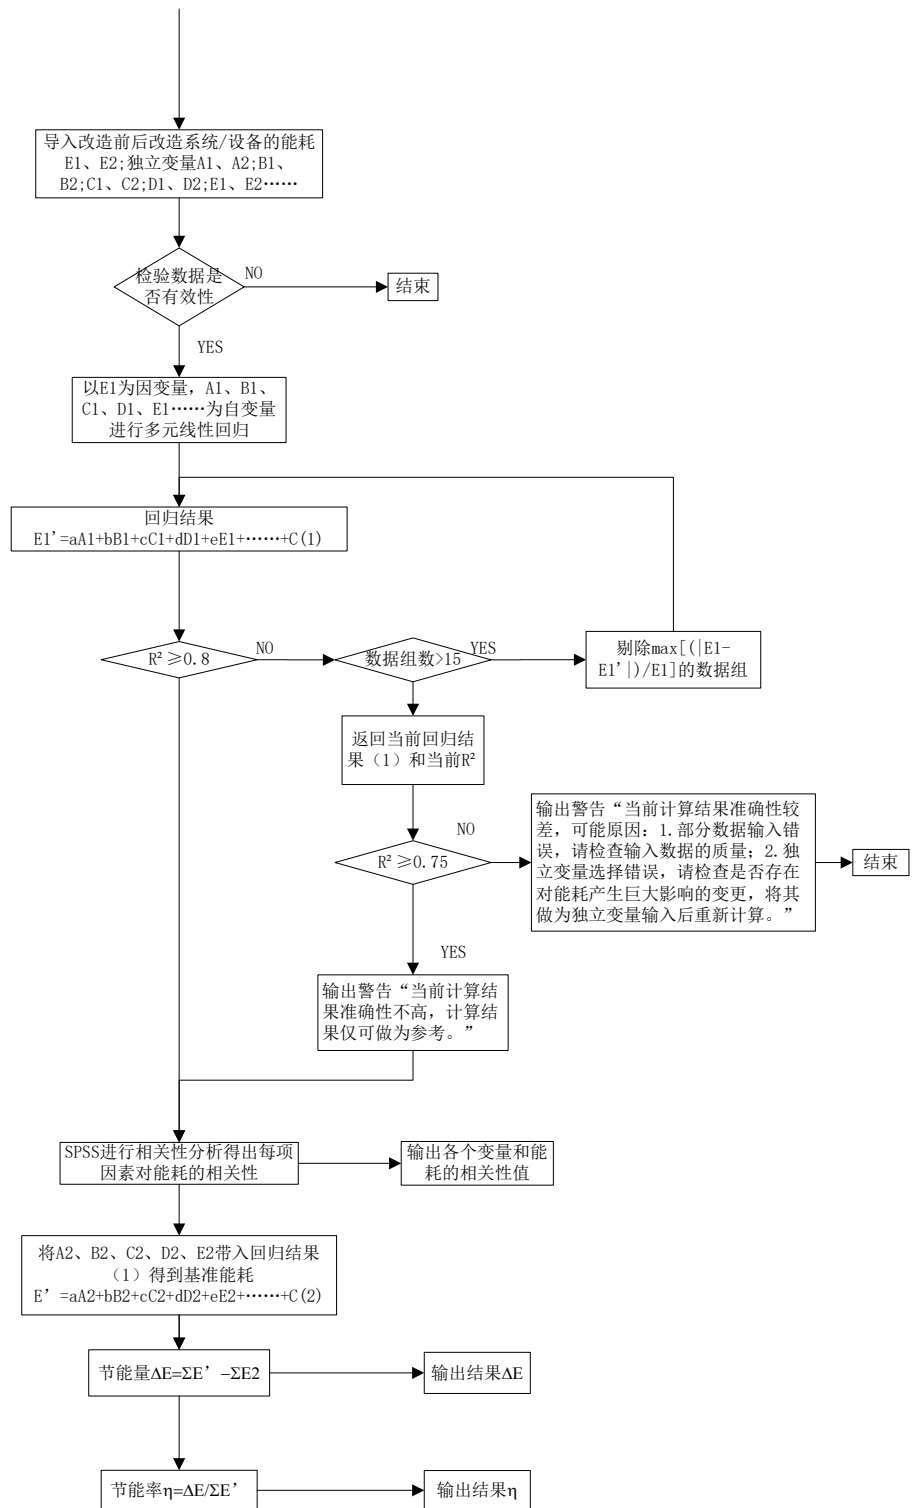 导入改造前后改造系统/设备的能耗
E1、E2;独立变量A1、A2;B1、
B2;C1、C2;D1、D2;E1、E2……
检验数据是
否有效性
NO
结束
YES
以E1为因变量，A1、B1、
C1、D1、E1……为自变量
进行多元线性回归
回归结果
E1’=aA1+bB1+cC1+dD1+eE1+……+C(1)
R²≥0.8
NO
数据组数>15
YES
剔除max[(|E1-
E1'|)/E1]的数据组
返回当前回归结
果（1）和当前R²
R²≥0.75
NO
输出警告“当前计算结果准确性较
差，可能原因：1.部分数据输入错
误，请检查输入数据的质量；2.独
立变量选择错误，请检查是否存在
对能耗产生巨大影响的变更，将其
做为独立变量输入后重新计算。”
结束
YES
输出警告“当前计算结
果准确性不高，计算结
果仅可做为参考。”
SPSS进行相关性分析得出每项
因素对能耗的相关性
输出各个变量和能
耗的相关性值
将A2、B2、C2、D2、E2带入回归结果
（1）得到基准能耗
E’=aA2+bB2+cC2+dD2+eE2+……+C(2)
节能量ΔE=ΣE’-ΣE2
输出结果ΔE
节能率η=ΔE/ΣE’
输出结果η